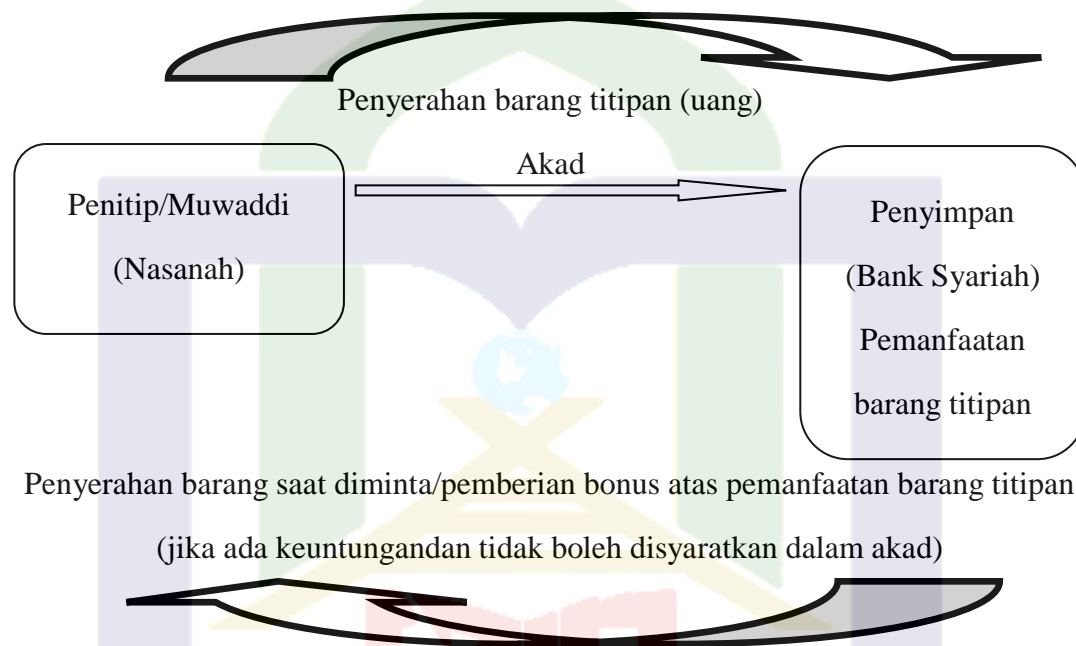 Penyerahan barang titipan (uang)
Akad
Penitip/Muwaddi
(Nasanah)
Penyimpan
(Bank Syariah)
Pemanfaatan
barang titipan
Penyerahan barang saat diminta/pemberian bonus atas pemanfaatan barang titipan
(jika ada keuntungandan tidak boleh disyaratkan dalam akad)